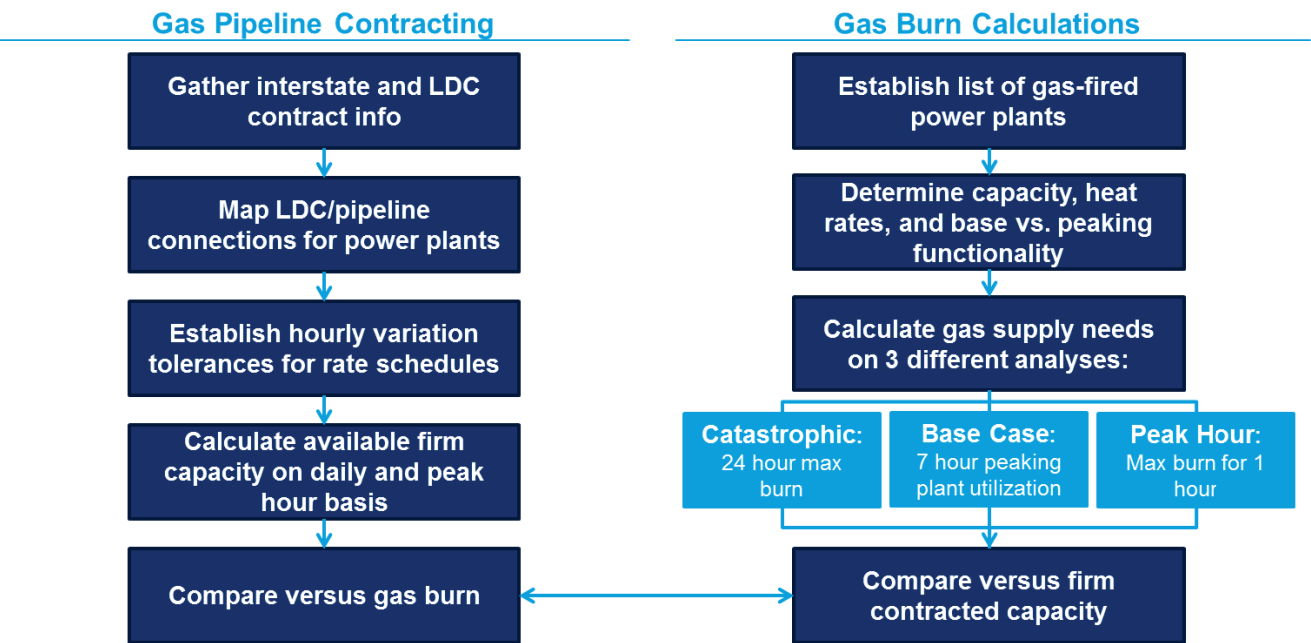 Gas Pipeline Contracting
Gather interstate and LDC
contract info
Map LDC/pipeline
connections for power plants
Establish hourly variation
tolerances for rate schedules
Calculate available firm
capacity on daily and peak
hour basis
Compare versus gas burn
Gas Burn Calculations
Establish list of gas-fired
power plants
Determine capacity, heat
rates, and base vs. peaking
functionality
Calculate gas supply needs
on 3 different analyses:
Catastrophic:
24 hour max
burn
Base Case:
7 hour peaking
plant utilization
Peak Hour:
Max burn for 1
hour
Compare versus firm
contracted capacity